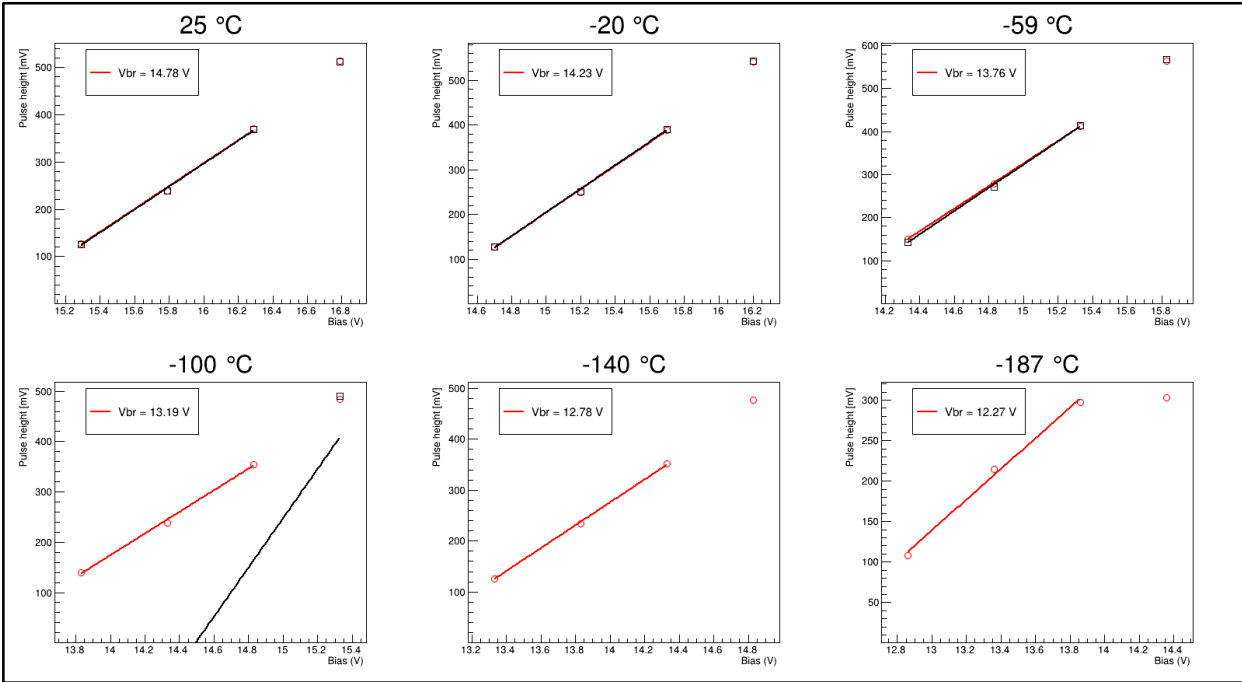 25 °C
Pulse height [mV]
500
400
300
200
100
Vbr = 14.78 V
15.2 15.4 15.6 15.8 16 16.2 16.4 16.6 16.8
Bias (V)
-20 °C
Pulse height [mV]
500
400
300
200
100
Vbr = 14.23 V
14.6 14.8 15 15.2 15.4 15.6 15.8 16 16.2
Bias (V)
-59 °C
Pulse height [mV]
600
500
400
300
200
100
Vbr = 13.76 V
14.2 14.4 14.6 14.8 15 15.2 15.4 15.6 15.8
Bias (V)
-100 °C
Pulse height [mV]
500
400
300
200
100
Vbr = 13.19 V
13.8 14 14.2 14.4 14.6 14.8 15 15.2 15.4
Bias (V)
-140 °C
Pulse height [mV]
500
400
300
200
100
Vbr = 12.78 V
13.2 13.4 13.6 13.8 14 14.2 14.4 14.6 14.8
Bias (V)
-187 °C
Pulse height [mV]
300
250
200
150
100
50
Vbr = 12.27 V
12.8 13 13.2 13.4 13.6 13.8 14 14.2 14.4
Bias (V)